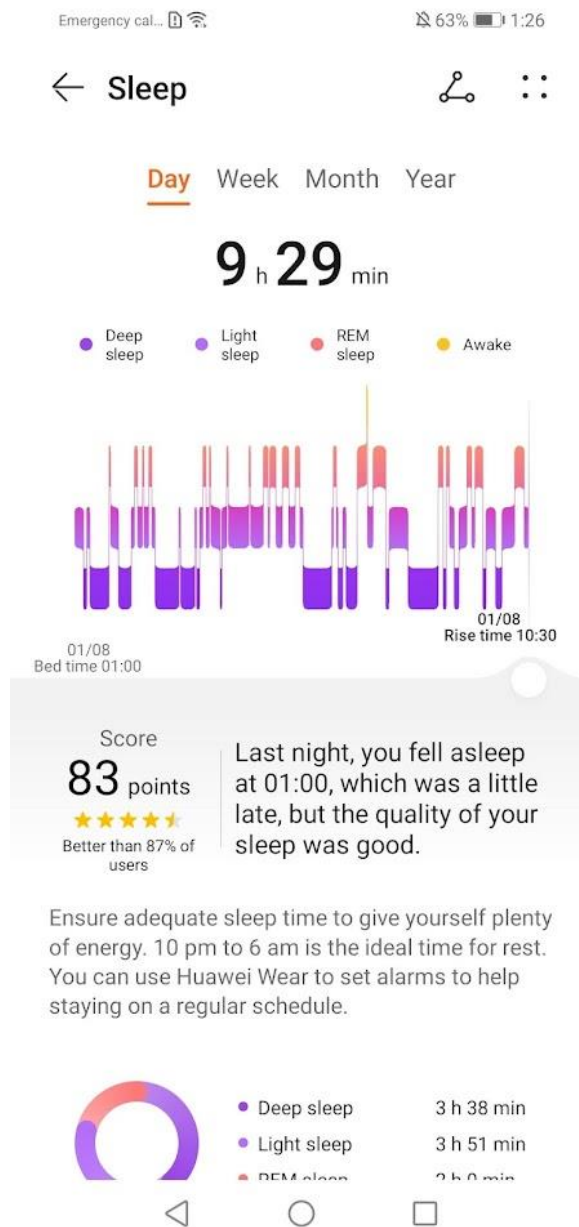 Emergency cal... 63% 1:26
Sleep
Day Week Month Year
9 h 29 min
Deep sleep
Light sleep
REM sleep
Awake
01/08
Rise time 10:30
01/08
Bed time 01:00
Score
83 points
Better than 87% of
users
Last night, you fell asleep
at 01:00, which was a little
late, but the quality of your
sleep was good.
Ensure adequate sleep time to give yourself plenty
of energy. 10 pm to 6 am is the ideal time for rest.
You can use Huawei Wear to set alarms to help
staying on a regular schedule.
Deep sleep 3 h 38 min
Light sleep 3 h 51 min
REM sleep 2 h 0 min